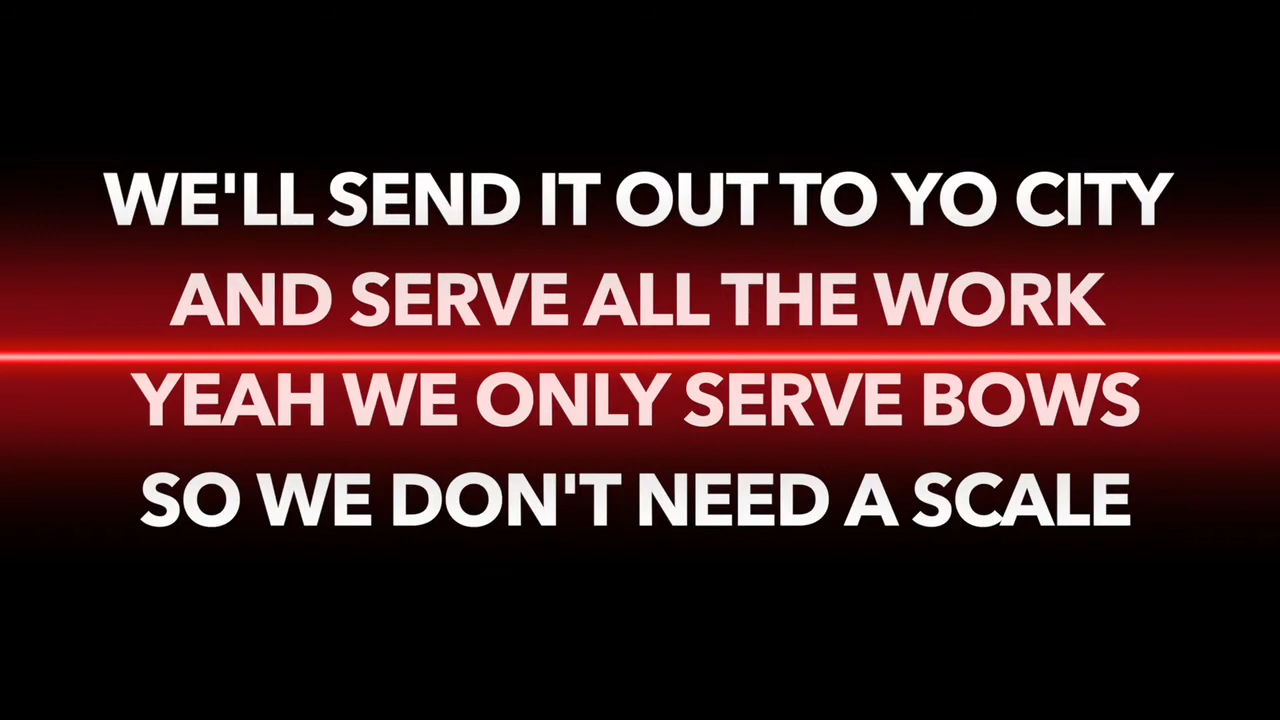 WE'LL SEND IT OUT TO YO CITY
AND SERVE ALL THE WORK
YEAH WE ONLY SERVE BOWS
SO WE DON'T NEED A SCALE